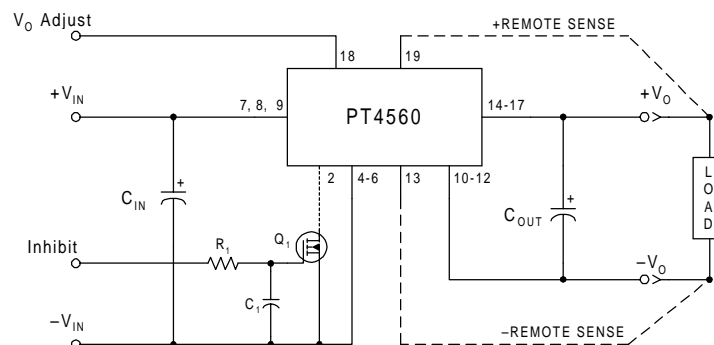 V_O Adjust
+REMOTE SENSE
18
19
+V_IN
7, 8, 9
PT4560
14-17
+V_O
2
4-6
13
10-12
C_IN
+
C_OUT
+
LOAD
Inhibit
R_1
Q_1
C_1
–V_O
–V_IN
–REMOTE SENSE